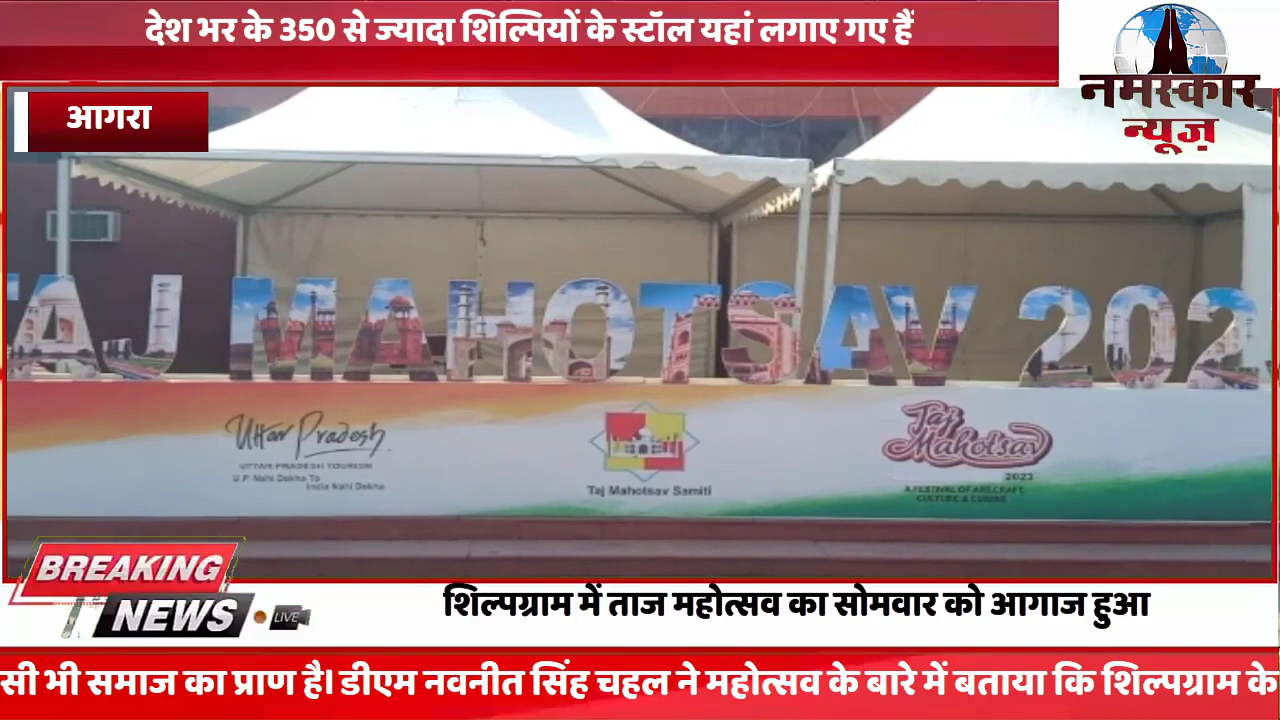 देश भर के 350 से ज्यादा शिल्पियों के स्टॉल यहां लगाए गए हैं
नमस्कार
न्यूज़
आगरा
TAJ MAHOTSAV 202
Uttar Pradesh
UTTAR PRADESH TOURISM
U.P. Nahi Dekha To
India Nahi Dekha
Taj Mahotsav Samiti
Taj
Mahotsav
2023
A FESTIVAL OF ART, CRAFT,
CULTURE & CUISINE
BREAKING
NEWS
LIVE
शिल्पग्राम में ताज महोत्सव का सोमवार को आगाज हुआ
सी भी समाज का प्राण है। डीएम नवनीत सिंह चहल ने महोत्सव के बारे में बताया कि शिल्पग्राम के